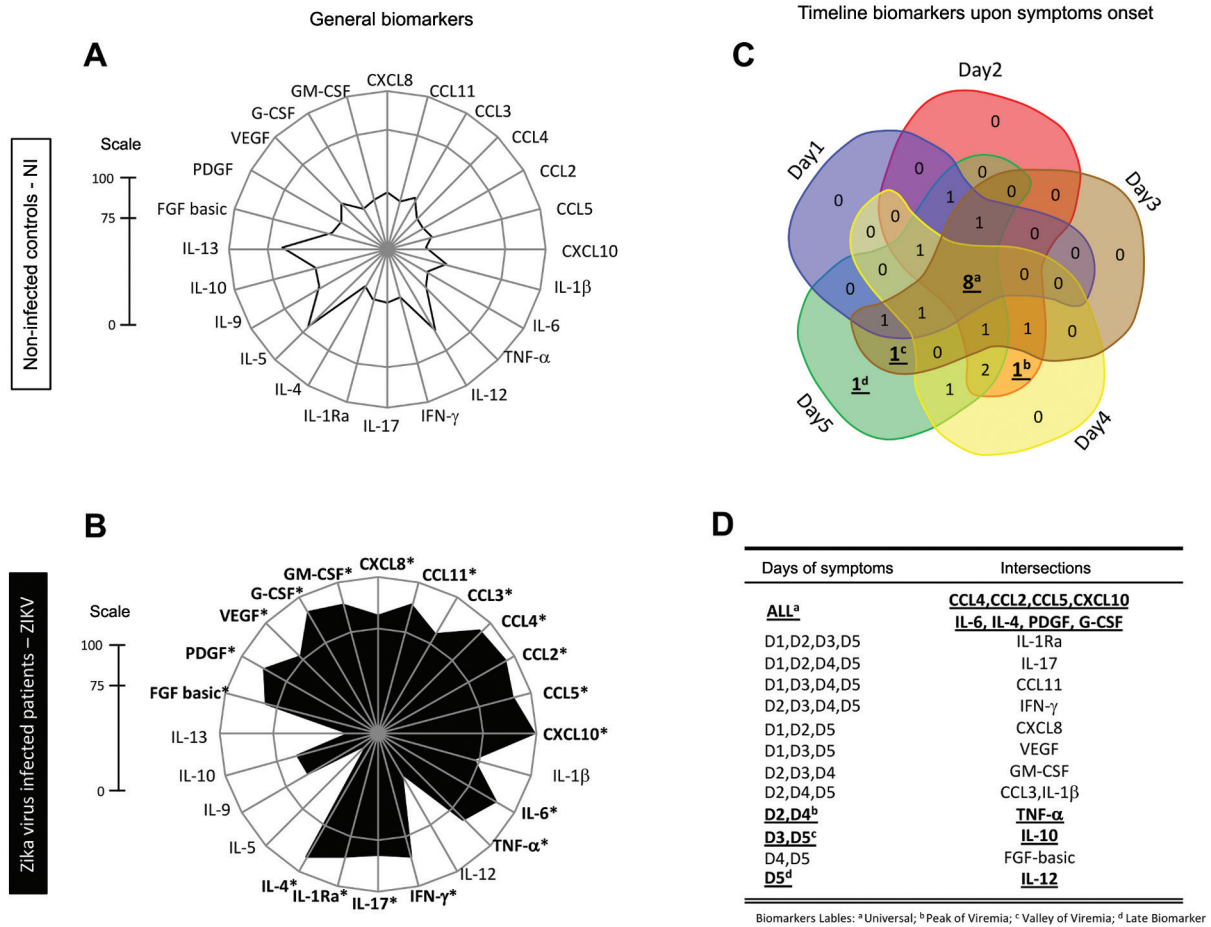 General biomarkers
Timeline biomarkers upon symptoms onset
A
Non-infected controls - NI
Scale
100
75
0
CXCL8
CCL11
CCL3
CCL4
CCL2
CCL5
CXCL10
IL-1β
IL-6
TNF-α
IL-12
IFN-γ
IL-17
IL-1Ra
IL-4
IL-5
IL-9
IL-10
IL-13
FGF basic
PDGF
VEGF
G-CSF
GM-CSF
B
Zika virus infected patients – ZIKV
Scale
100
75
0
CXCL8*
CCL11*
CCL3*
CCL4*
CCL2*
CCL5*
CXCL10*
IL-1β
IL-6*
TNF-α*
IL-12
IFN-γ*
IL-17*
IL-1Ra*
IL-4*
IL-5
IL-9
IL-10
IL-13
FGF basic*
PDGF*
VEGF*
G-CSF*
GM-CSF*
C
Day2
Day1
Day3
Day5
Day4
0
0 0
1 0 0
0 0 1 0
0 1 0 0
0 8ᵃ 0 0
0
1 1 1 1 0
1ᶜ 0
1ᵈ 1 2 1ᵇ
0
D
Days of symptoms Intersections
ALLᵃ CCL4,CCL2,CCL5,CXCL10
IL-6, IL-4, PDGF, G-CSF
D1,D2,D3,D5 IL-1Ra
D1,D2,D4,D5 IL-17
D1,D3,D4,D5 CCL11
D2,D3,D4,D5 IFN-γ
D1,D2,D5 CXCL8
D1,D3,D5 VEGF
D2,D3,D4 GM-CSF
D2,D4,D5 CCL3,IL-1β
D2,D4ᵇ TNF-α
D3,D5ᶜ IL-10
D4,D5 FGF-basic
D5ᵈ IL-12
Biomarkers Lables: ᵃ Universal; ᵇ Peak of Viremia; ᶜ Valley of Viremia; ᵈ Late Biomarker